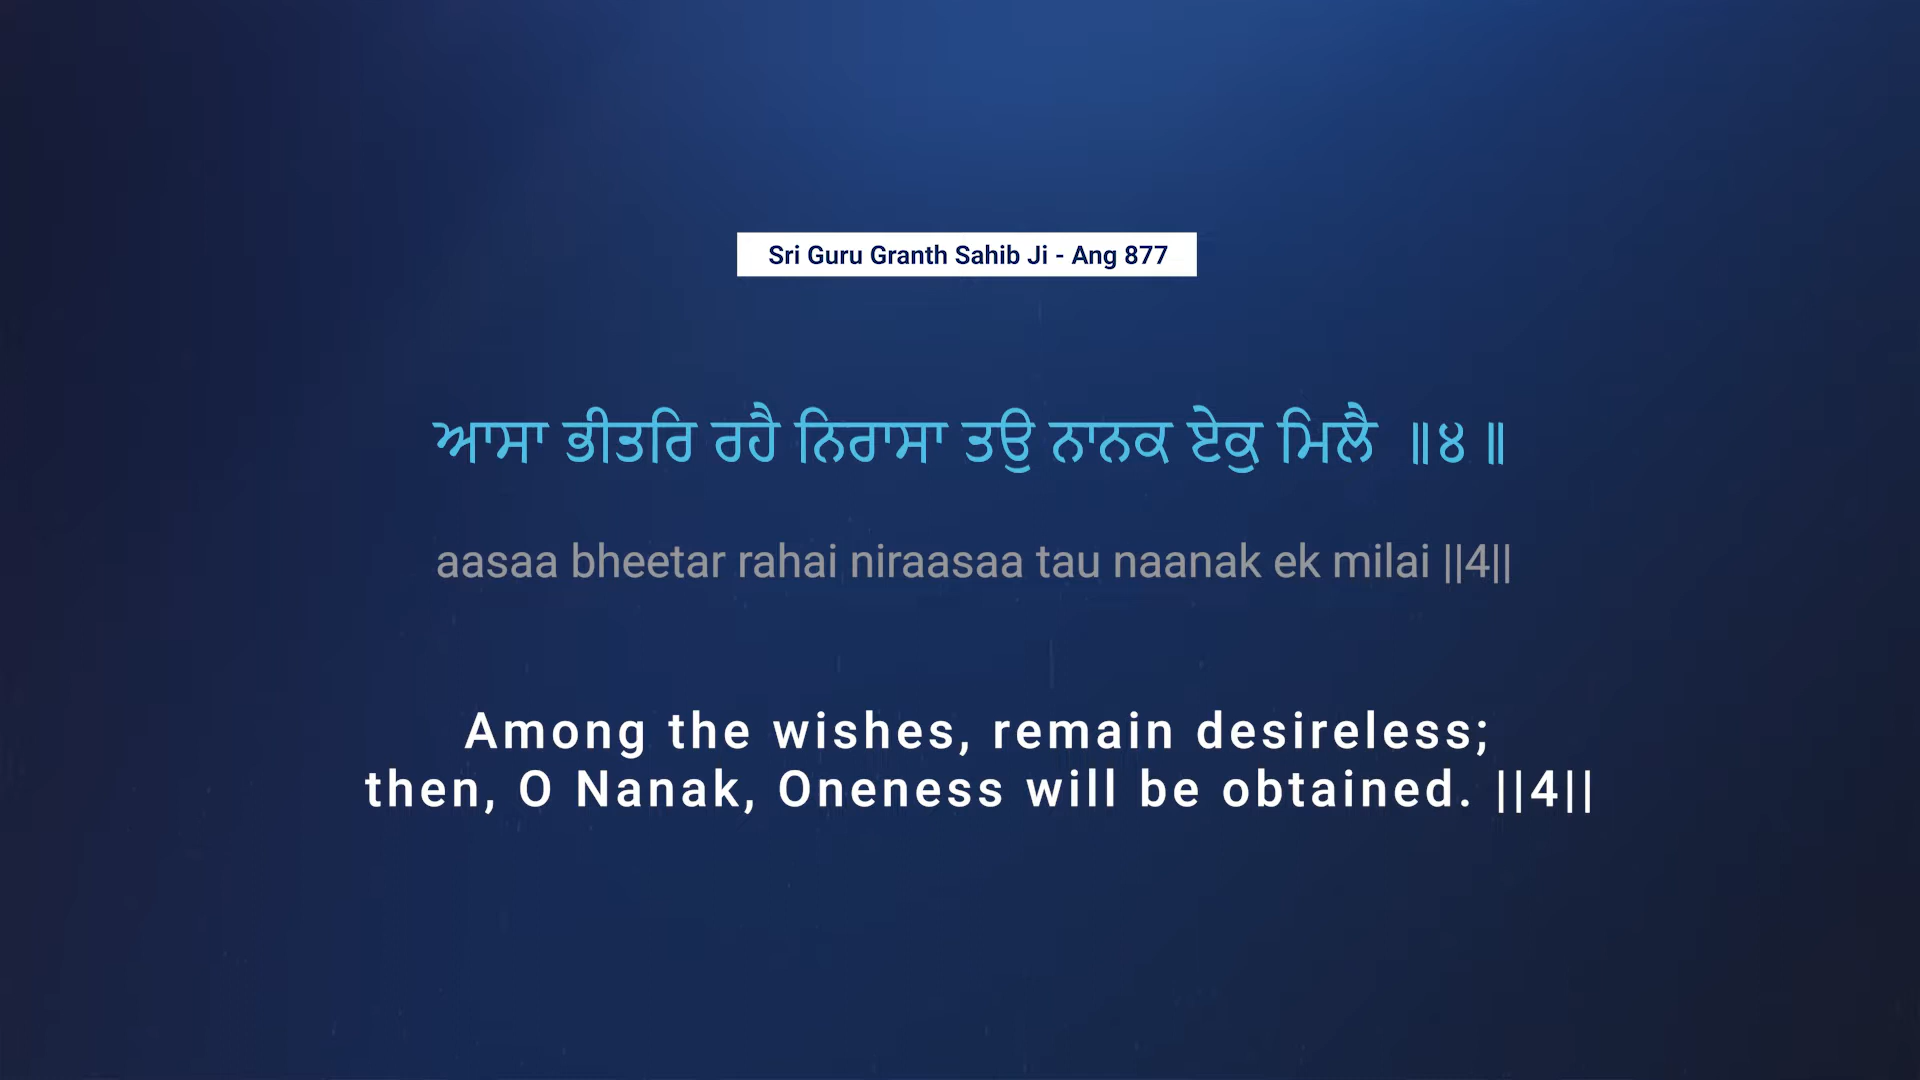 Sri Guru Granth Sahib Ji - Ang 877
ਆਸਾ ਭੀਤਰਿ ਰਹੈ ਨਿਰਾਸਾ ਤਉ ਨਾਨਕ ਏਕੁ ਮਿਲੈ ॥੪॥
aasaa bheetar rahai niraasaa tau naanak ek milai ||4||
Among the wishes, remain desireless;
then, O Nanak, Oneness will be obtained. ||4||